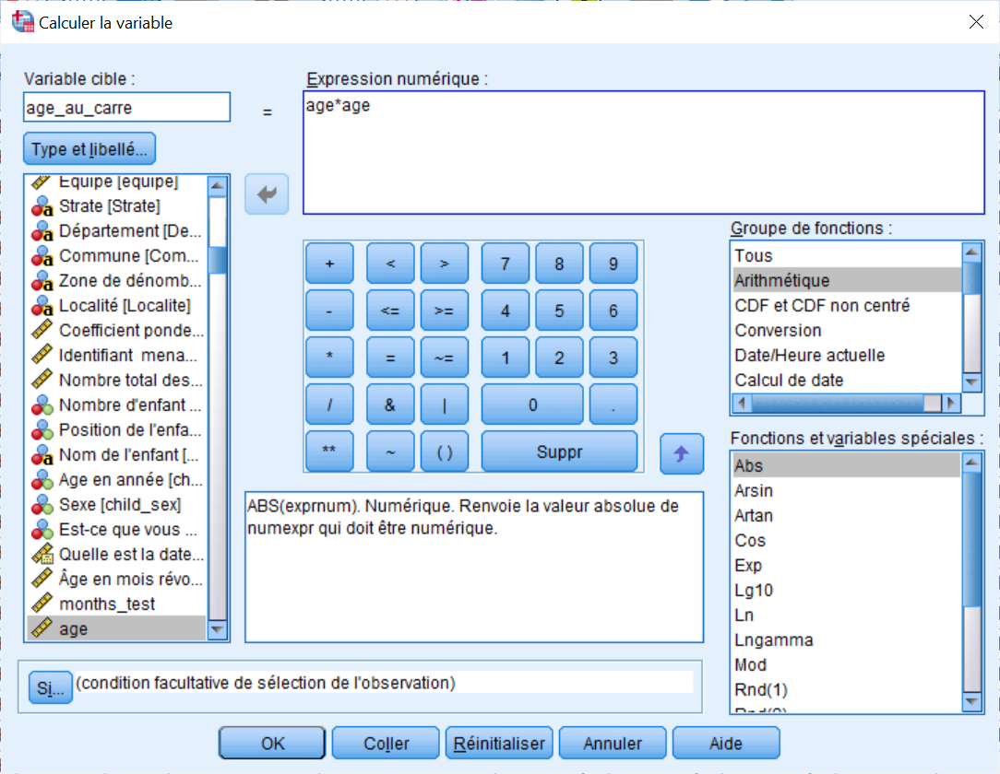 Calculer la variable
Variable cible :
age_au_carre
=
Expression numérique :
age*age
Type et libellé...
Equipe [equipe]
Strate [Strate]
Département [De...
Commune [Com...
Zone de dénomb...
Localité [Localite]
Coefficient ponde...
Identifiant mena...
Nombre total des...
Nombre d'enfant ...
Position de l'enfa...
Nom de l'enfant [...
Age en année [ch...
Sexe [child_sex]
Est-ce que vous ...
Quelle est la date...
Âge en mois révo...
months_test
age
+ < > 7 8 9
- <= >= 4 5 6
* = ~= 1 2 3
/ & | 0 .
** ~ ( ) Suppr
ABS(exprnum). Numérique. Renvoie la valeur absolue de
numexpr qui doit être numérique.
Groupe de fonctions :
Tous
Arithmétique
CDF et CDF non centré
Conversion
Date/Heure actuelle
Calcul de date
Fonctions et variables spéciales :
Abs
Arsin
Artan
Cos
Exp
Lg10
Ln
Lngamma
Mod
Rnd(1)
Si... (condition facultative de sélection de l'observation)
OK Coller Réinitialiser Annuler Aide